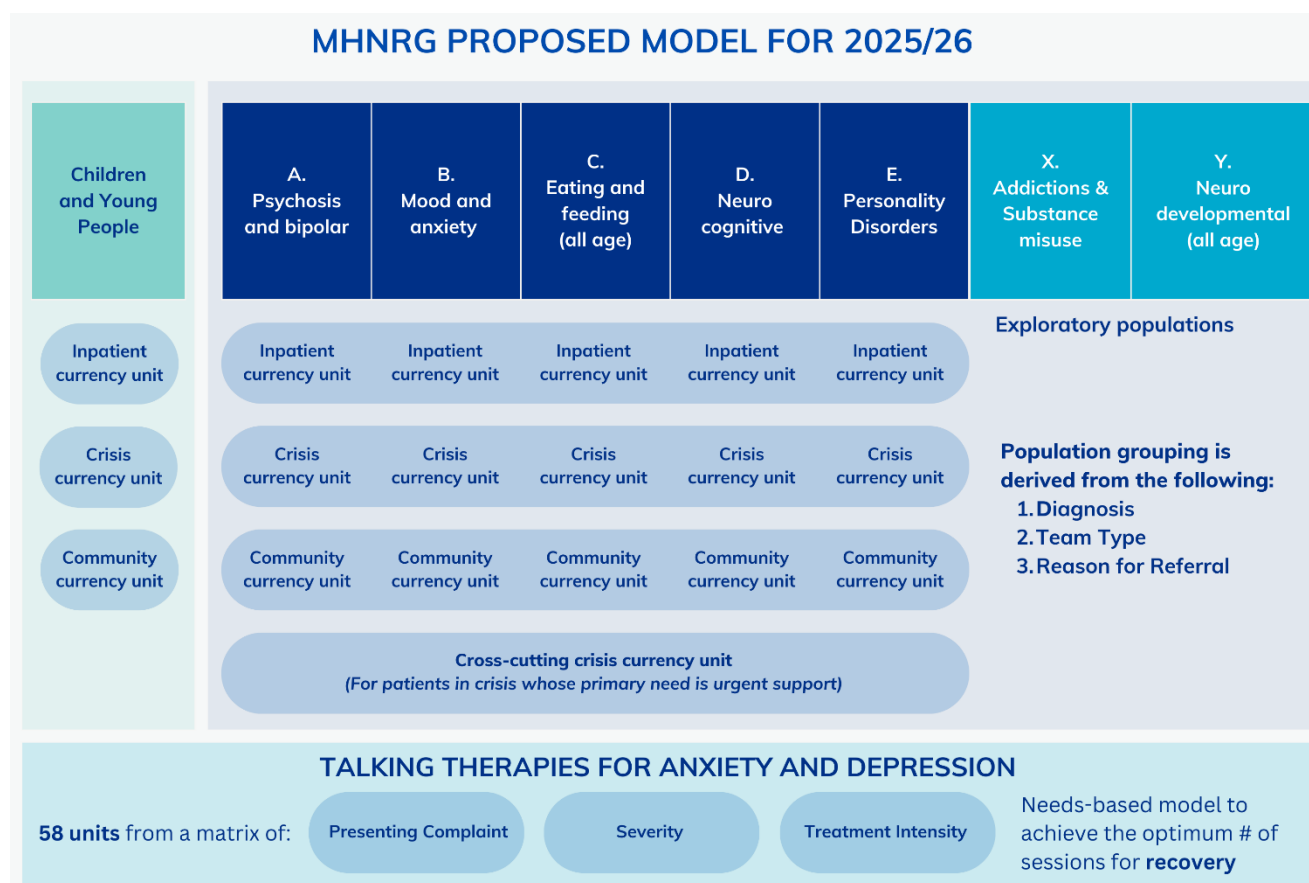 MHNRG PROPOSED MODEL FOR 2025/26
Children
and Young
People
A.
Psychosis
and bipolar
B.
Mood and
anxiety
C.
Eating and
feeding
(all age)
D.
Neuro
cognitive
E.
Personality
Disorders
X.
Addictions &
Substance
misuse
Y.
Neuro
developmental
(all age)
Inpatient
currency unit
Inpatient
currency unit
Inpatient
currency unit
Inpatient
currency unit
Inpatient
currency unit
Inpatient
currency unit
Exploratory populations
Crisis
currency unit
Crisis
currency unit
Crisis
currency unit
Crisis
currency unit
Crisis
currency unit
Crisis
currency unit
Population grouping is
derived from the following:
1. Diagnosis
2. Team Type
3. Reason for Referral
Community
currency unit
Community
currency unit
Community
currency unit
Community
currency unit
Community
currency unit
Community
currency unit
Cross-cutting crisis currency unit
(For patients in crisis whose primary need is urgent support)
TALKING THERAPIES FOR ANXIETY AND DEPRESSION
58 units from a matrix of:
Presenting Complaint
Severity
Treatment Intensity
Needs-based model to
achieve the optimum # of
sessions for recovery